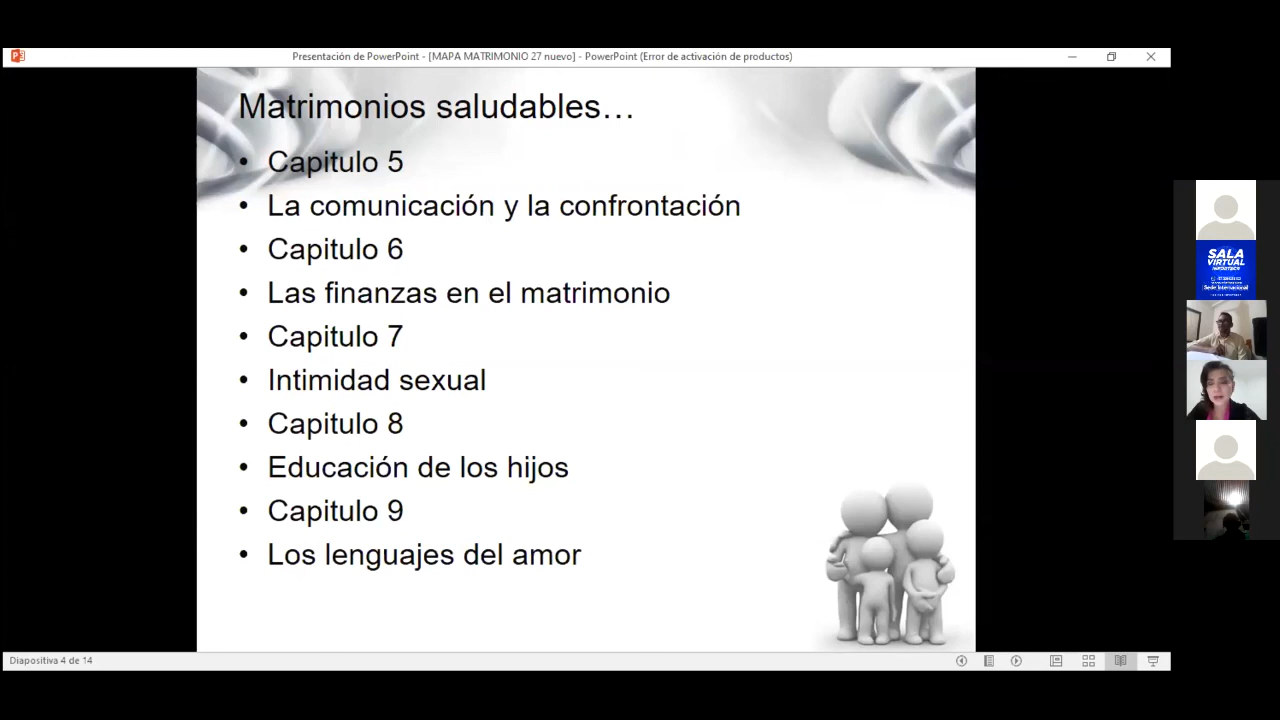 Presentación de PowerPoint - [MAPA MATRIMONIO 27 nuevo] - PowerPoint (Error de activación de productos)
Matrimonios saludables…
• Capitulo 5
• La comunicación y la confrontación
• Capitulo 6
• Las finanzas en el matrimonio
• Capitulo 7
• Intimidad sexual
• Capitulo 8
• Educación de los hijos
• Capitulo 9
• Los lenguajes del amor
SALA
VIRTUAL
Sede Internacional
Diapositiva 4 de 14